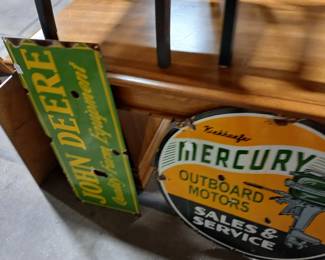 JOHN DEERE
Quality Farm Equipment
Kiekhaefer
MERCURY
OUTBOARD
MOTORS
SALES &
SERVICE